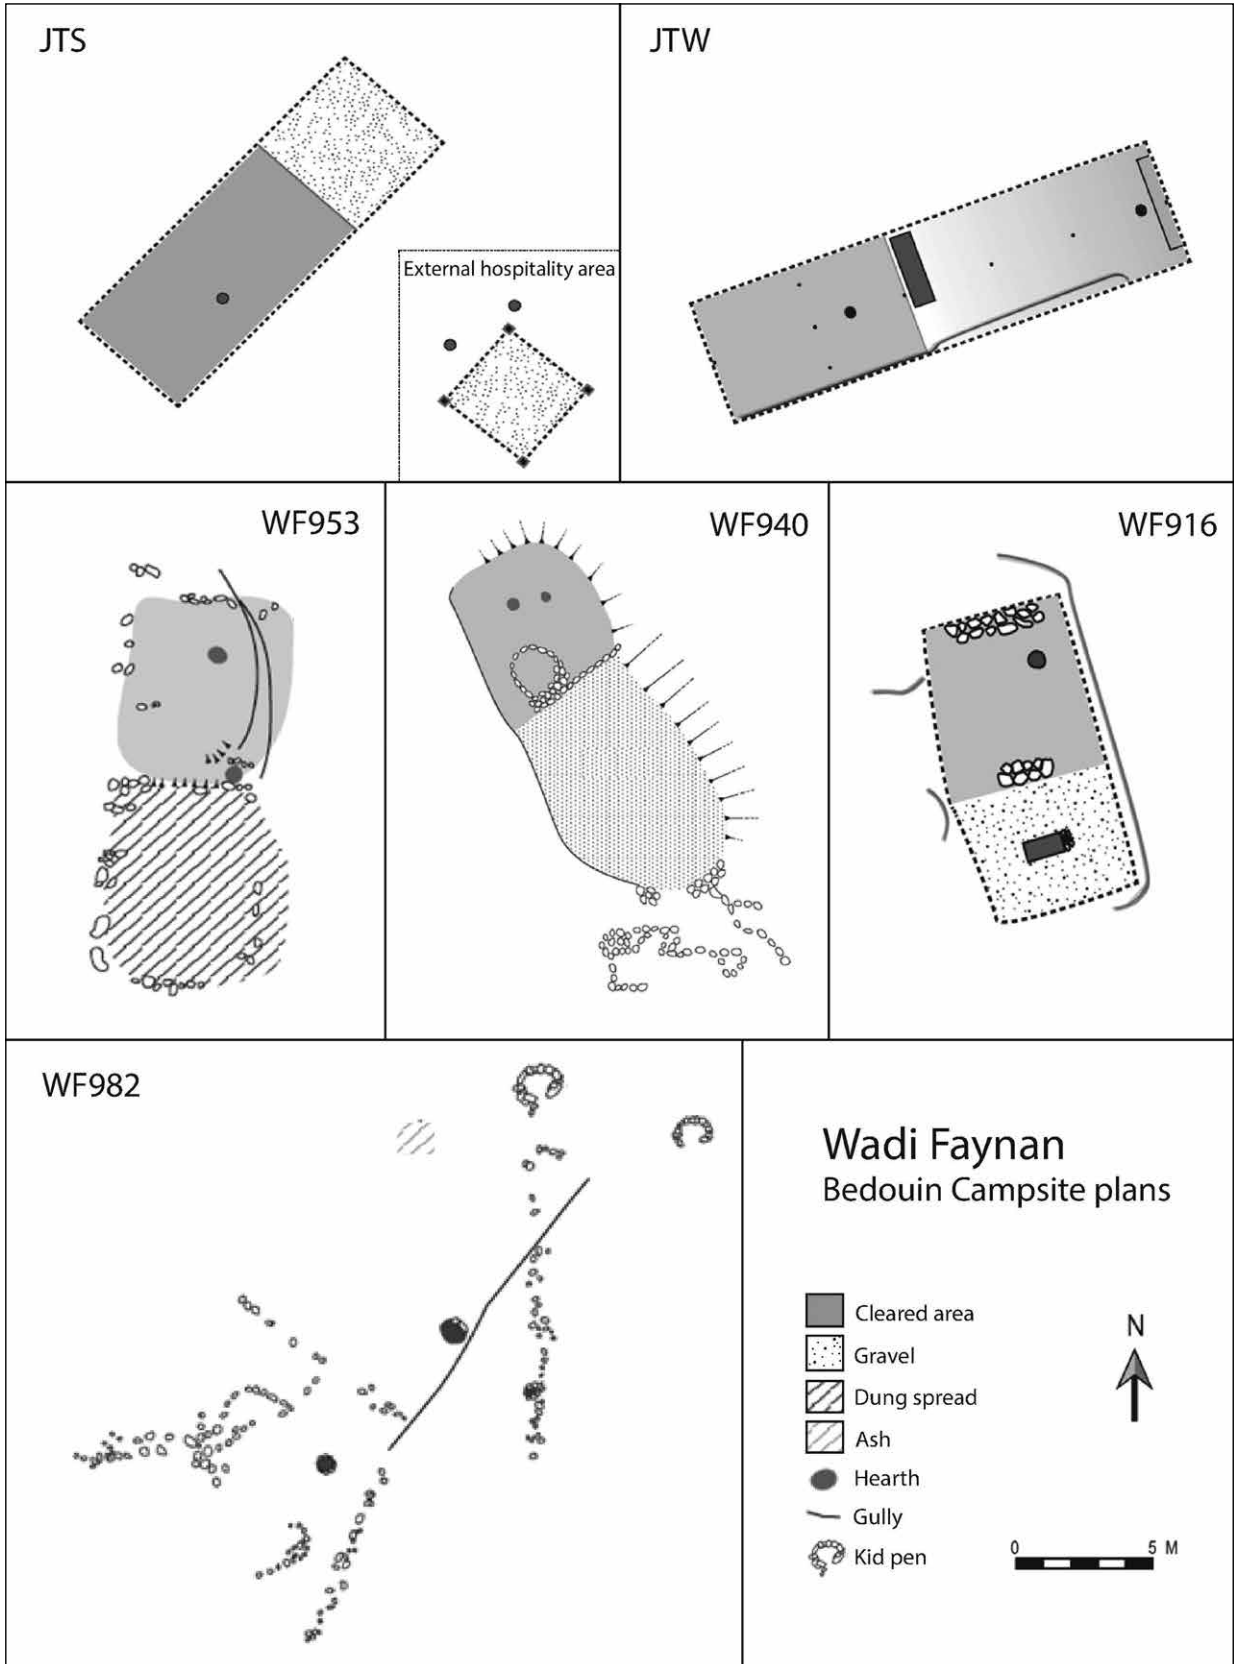 JTS
JTW
External hospitality area
WF953
WF940
WF916
WF982
Wadi Faynan
Bedouin Campsite plans
Cleared area
Gravel
Dung spread
Ash
Hearth
Gully
Kid pen
N
0 5 M